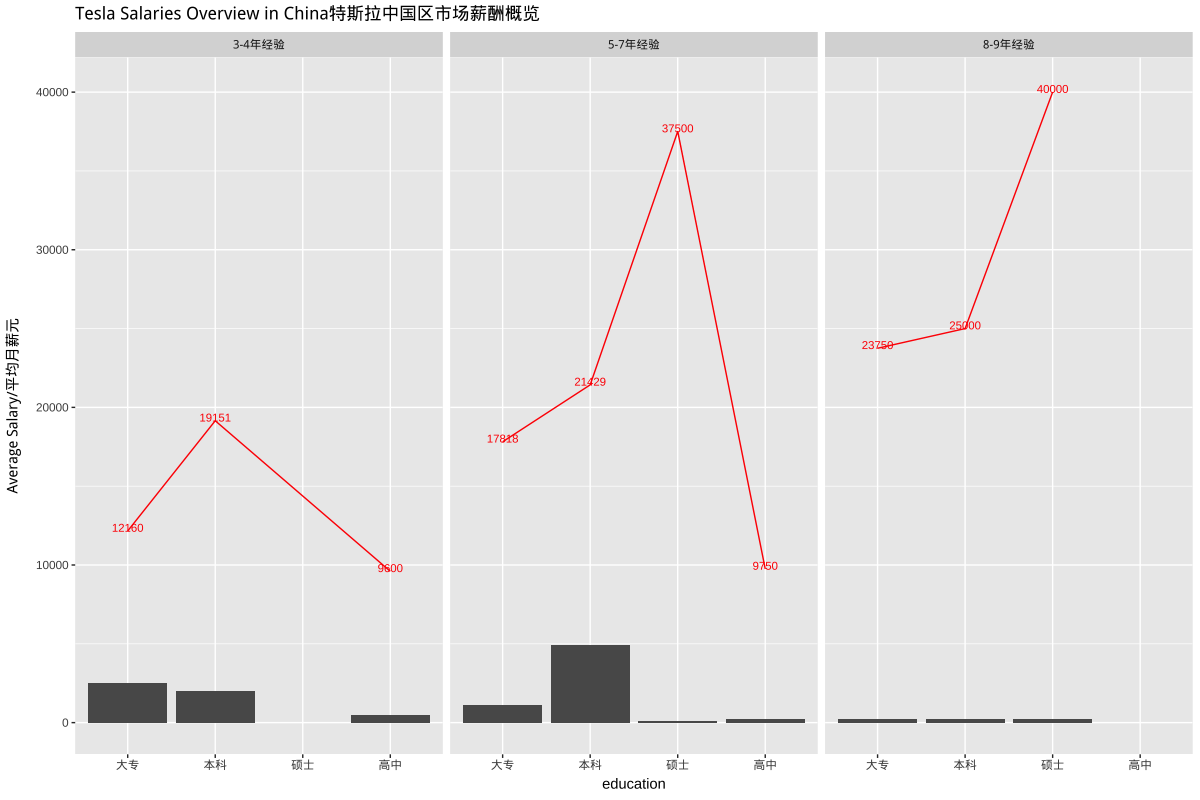 Tesla Salaries Overview in China特斯拉中国区市场薪酬概览
3-4年经验
5-7年经验
8-9年经验
Average Salary/平均月薪元
40000
30000
20000
10000
0
12160
19151
9600
17818
21429
37500
9750
23750
25000
40000
大专
本科
硕士
高中
大专
本科
硕士
高中
大专
本科
硕士
高中
education